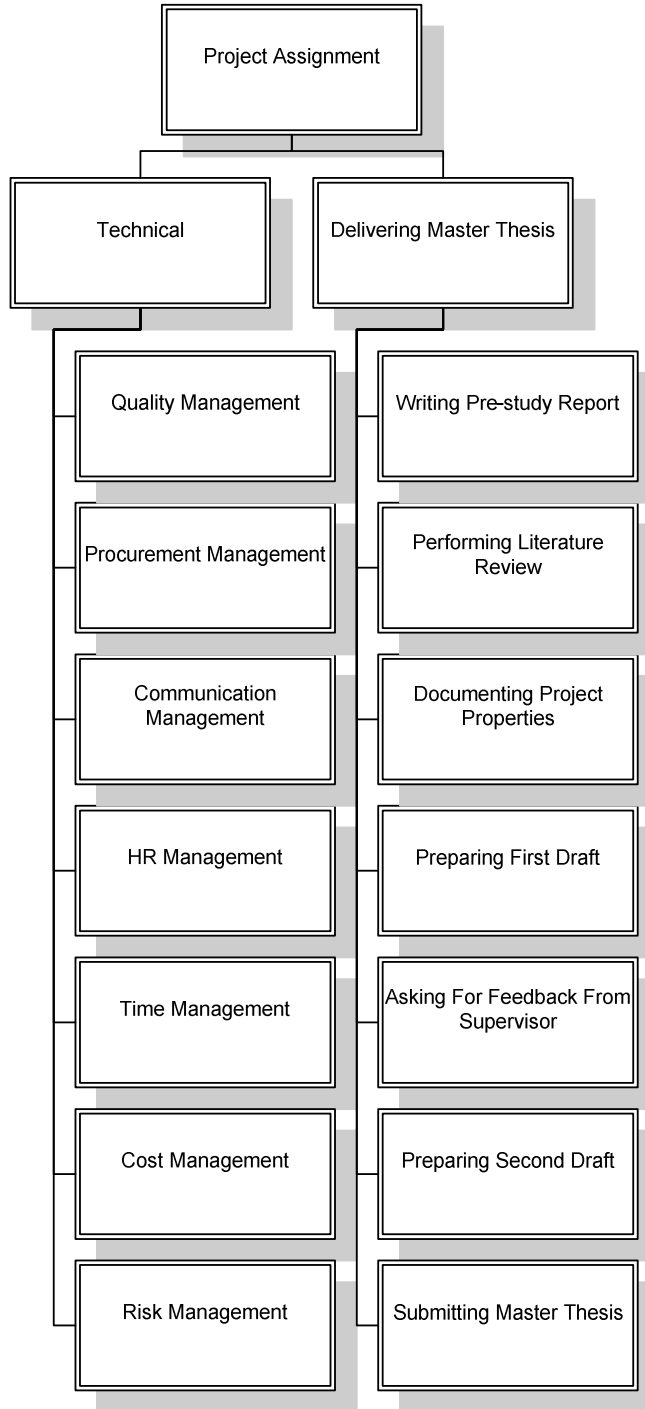 Project Assignment
Technical
Delivering Master Thesis
Quality Management
Procurement Management
Communication
Management
HR Management
Time Management
Cost Management
Risk Management
Writing Pre-study Report
Performing Literature
Review
Documenting Project
Properties
Preparing First Draft
Asking For Feedback From
Supervisor
Preparing Second Draft
Submitting Master Thesis